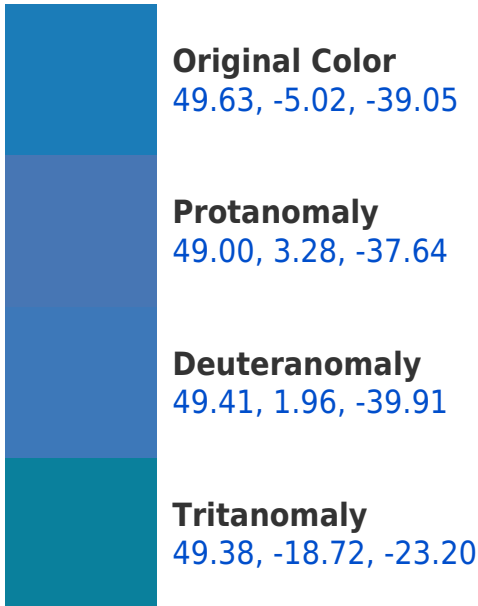 Original Color
49.63, -5.02, -39.05
Protanomaly
49.00, 3.28, -37.64
Deuteranomaly
49.41, 1.96, -39.91
Tritanomaly
49.38, -18.72, -23.20